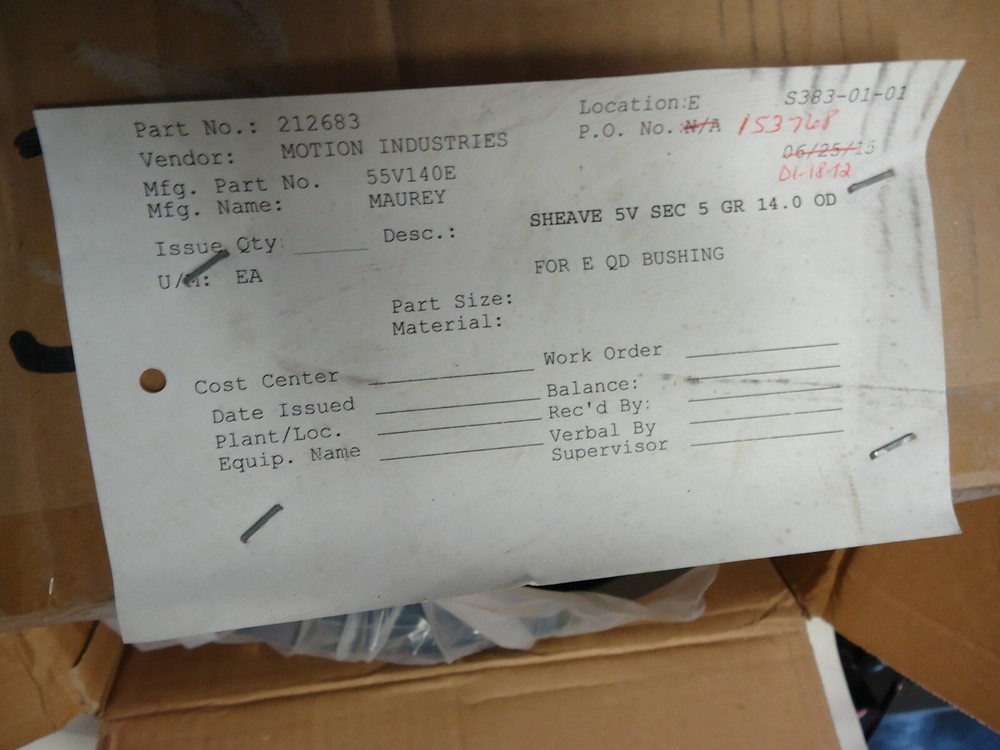 Part No.: 212683
Location:E S383-01-01
Vendor: MOTION INDUSTRIES
P.O. No.:N/A 153768
Mfg. Part No. 55V140E
06/25/15
Mfg. Name: MAUREY
01-18-12
Issue Qty: ______ Desc.: SHEAVE 5V SEC 5 GR 14.0 OD
U/M: EA
FOR E QD BUSHING
Part Size:
Material:
Cost Center
Work Order
Date Issued
Balance:
Plant/Loc.
Rec'd By:
Equip. Name
Verbal By
Supervisor